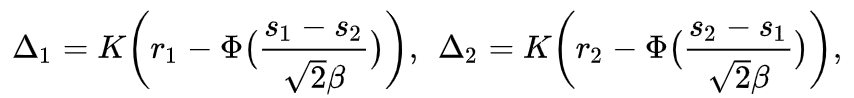 Δ₁ = K(r₁ − Φ(s₁ − s₂ / √2β)), Δ₂ = K(r₂ − Φ(s₂ − s₁ / √2β)),